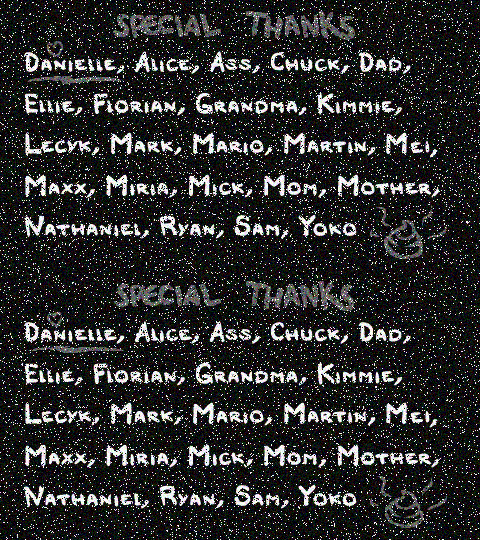 SPECIAL THANKS
DANIELLE, ALICE, ASS, CHUCK, DAD,
ELLIE, FLORIAN, GRANDMA, KIMMIE,
LECYK, MARK, MARIO, MARTIN, MEI,
MAXX, MIRIA, MICK, MOM, MOTHER,
NATHANIEL, RYAN, SAM, YOKO
SPECIAL THANKS
DANIELLE, ALICE, ASS, CHUCK, DAD,
ELLIE, FLORIAN, GRANDMA, KIMMIE,
LECYK, MARK, MARIO, MARTIN, MEI,
MAXX, MIRIA, MICK, MOM, MOTHER,
NATHANIEL, RYAN, SAM, YOKO